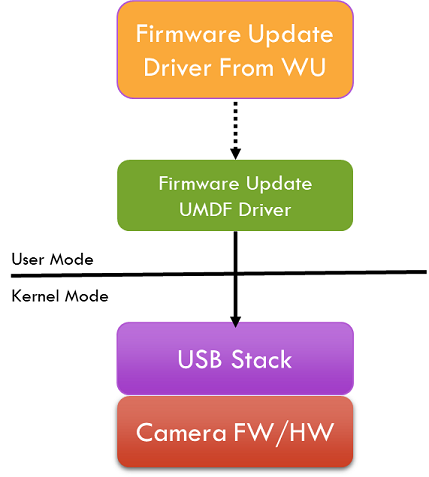 Firmware Update
Driver From WU
Firmware Update
UMDF Driver
User Mode
Kernel Mode
USB Stack
Camera FW/HW